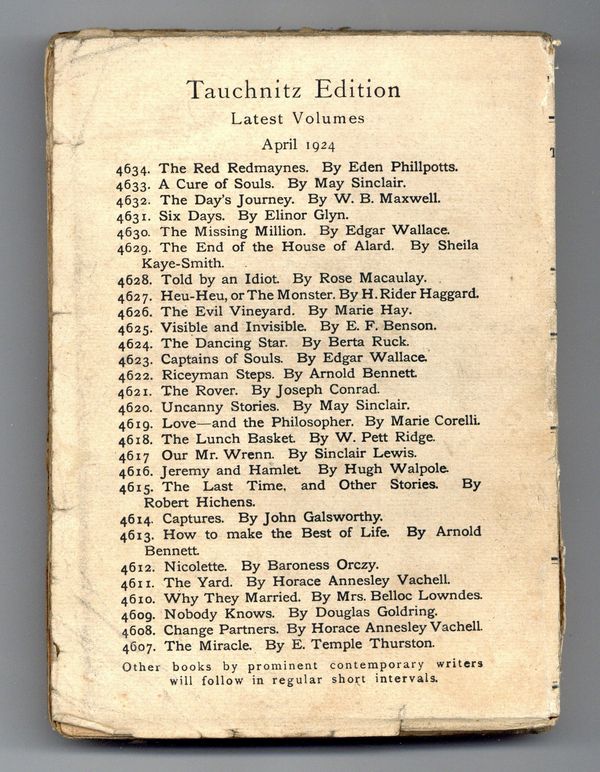 Tauchnitz Edition
Latest Volumes
April 1924
4634. The Red Redmaynes. By Eden Phillpotts.
4633. A Cure of Souls. By May Sinclair.
4632. The Day's Journey. By W. B. Maxwell.
4631. Six Days. By Elinor Glyn.
4630. The Missing Million. By Edgar Wallace.
4629. The End of the House of Alard. By Sheila
Kaye-Smith.
4628. Told by an Idiot. By Rose Macaulay.
4627. Heu-Heu, or The Monster. By H. Rider Haggard.
4626. The Evil Vineyard. By Marie Hay.
4625. Visible and Invisible. By E. F. Benson.
4624. The Dancing Star. By Berta Ruck.
4623. Captains of Souls. By Edgar Wallace.
4622. Riceyman Steps. By Arnold Bennett.
4621. The Rover. By Joseph Conrad.
4620. Uncanny Stories. By May Sinclair.
4619. Love—and the Philosopher. By Marie Corelli.
4618. The Lunch Basket. By W. Pett Ridge.
4617 Our Mr. Wrenn. By Sinclair Lewis.
4616. Jeremy and Hamlet. By Hugh Walpole.
4615. The Last Time, and Other Stories. By
Robert Hichens.
4614. Captures. By John Galsworthy.
4613. How to make the Best of Life. By Arnold
Bennett.
4612. Nicolette. By Baroness Orczy.
4611. The Yard. By Horace Annesley Vachell.
4610. Why They Married. By Mrs. Belloc Lowndes.
4609. Nobody Knows. By Douglas Goldring.
4608. Change Partners. By Horace Annesley Vachell.
4607. The Miracle. By E. Temple Thurston.
Other books by prominent contemporary writers
will follow in regular short intervals.